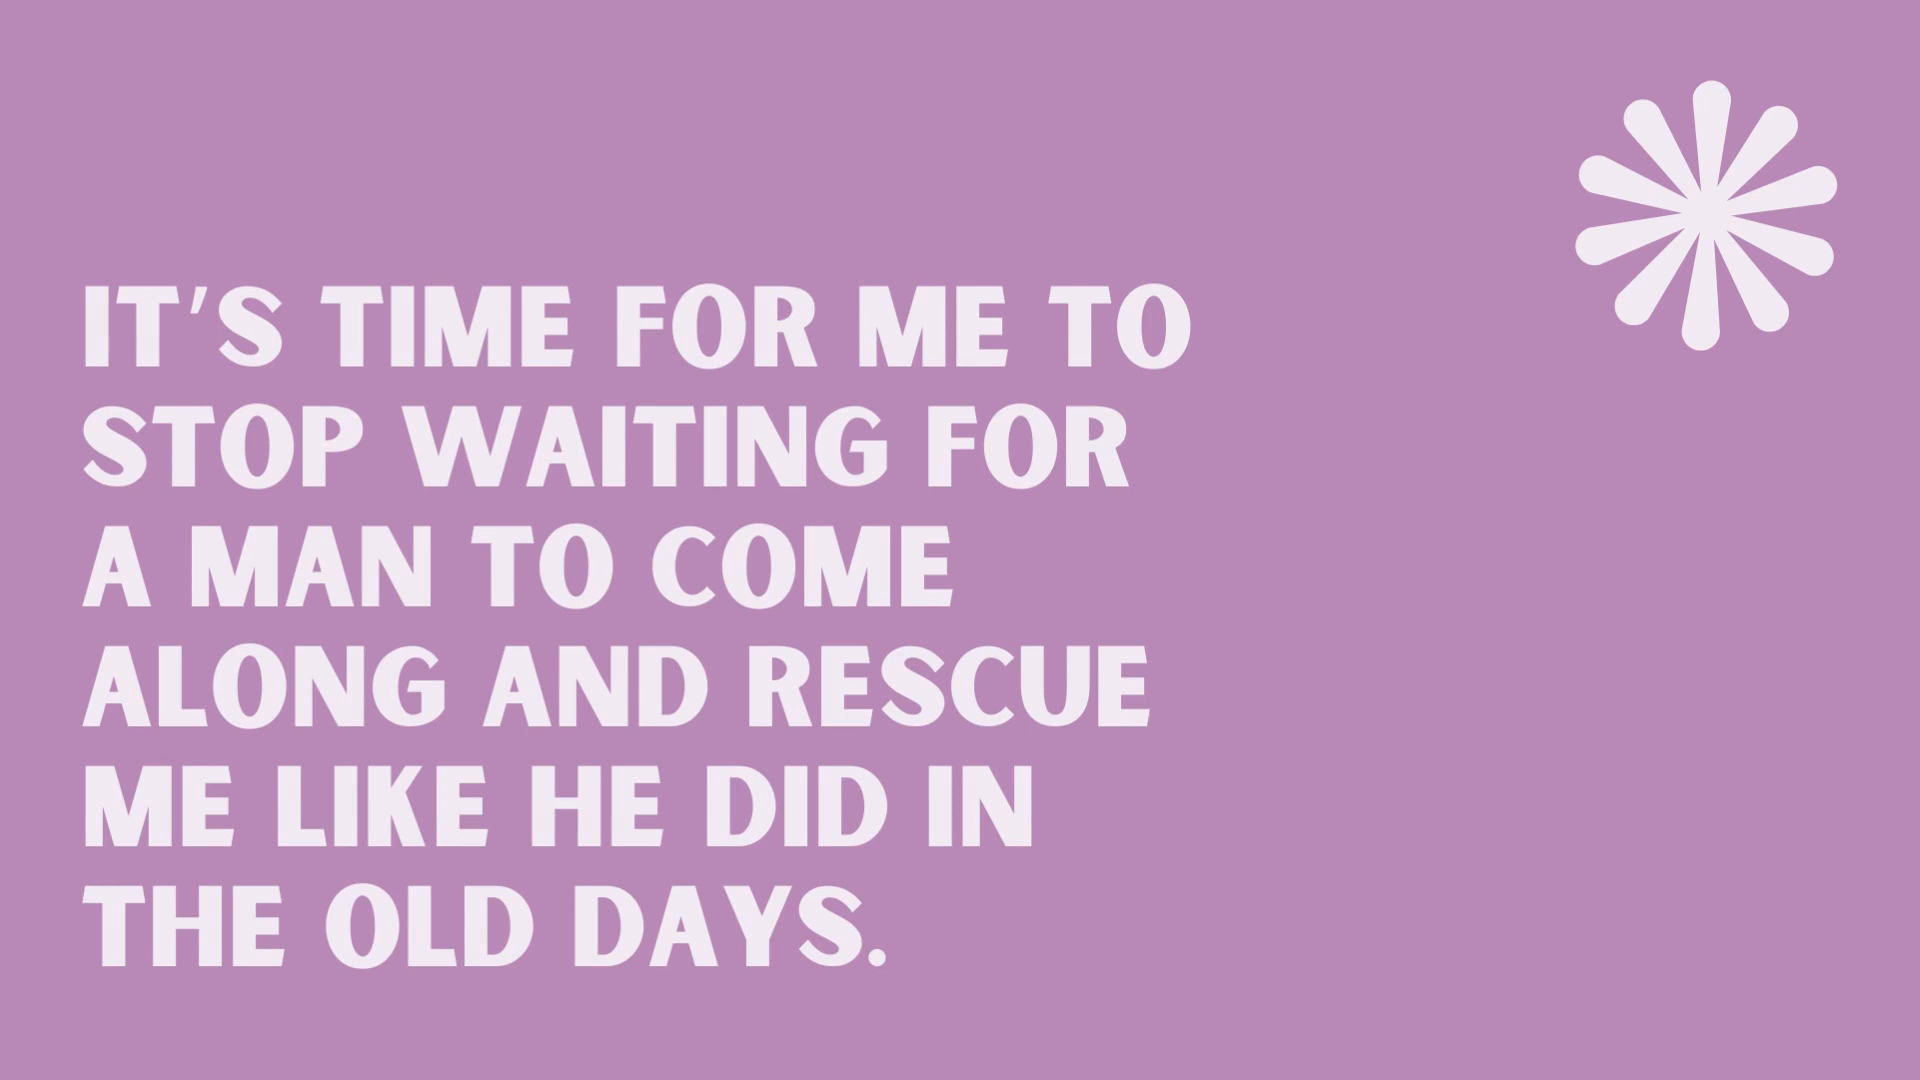 IT'S TIME FOR ME TO
STOP WAITING FOR
A MAN TO COME
ALONG AND RESCUE
ME LIKE HE DID IN
THE OLD DAYS.